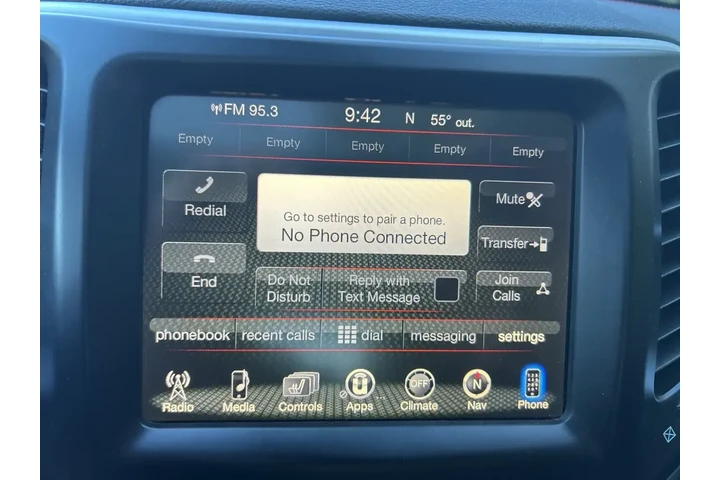 FM 95.3 9:42 N 55° out.
Empty Empty Empty Empty Empty
Redial
Go to settings to pair a phone.
No Phone Connected
Mute
Transfer
End
Do Not
Disturb
Reply with
Text Message
Join
Calls
phonebook recent calls dial messaging settings
OFF N
Radio Media Controls Apps Climate Nav Phone